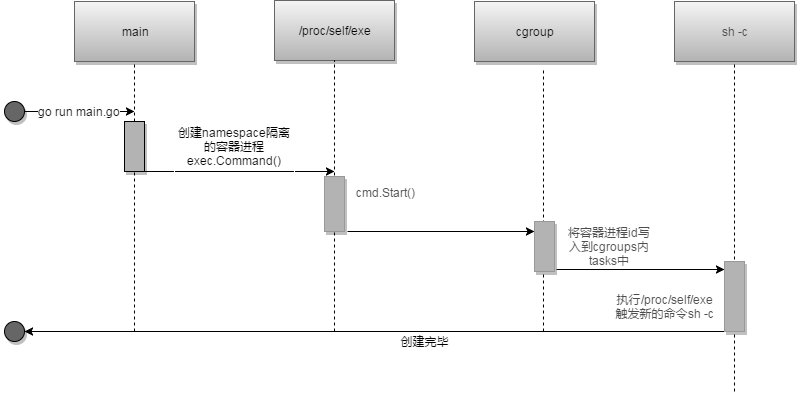 main
/proc/self/exe
cgroup
sh -c
go run main.go
创建namespace隔离
的容器进程
exec.Command()
cmd.Start()
将容器进程id写
入到cgroups内
tasks中
执行/proc/self/exe
触发新的命令sh -c
创建完毕